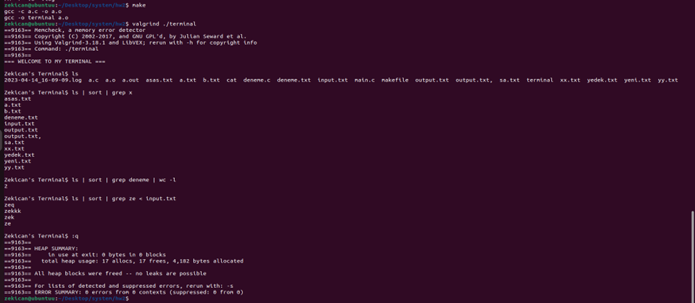 zekican@ubuntuu:~/Desktop/system/hw2$ make
gcc -c a.c -o a.o
gcc -o terminal a.o
zekican@ubuntuu:~/Desktop/system/hw2$ valgrind ./terminal
==9163== Memcheck, a memory error detector
==9163== Copyright (C) 2002-2017, and GNU GPL'd, by Julian Seward et al.
==9163== Using Valgrind-3.18.1 and LibVEX; rerun with -h for copyright info
==9163== Command: ./terminal
=== WELCOME TO MY TERMINAL ===
Zekican's Terminal$ ls
2023-04-14_16-09-09.log a.c a.o a.out asas.txt a.txt b.txt cat deneme.c deneme.txt input.txt main.c makefile output.txt output.txt, sa.txt terminal xx.txt yedek.txt yeni.txt yy.txt
Zekican's Terminal$ ls | sort | grep x
asas.txt
a.txt
b.txt
deneme.txt
input.txt
output.txt
output.txt,
sa.txt
xx.txt
yedek.txt
yeni.txt
yy.txt
Zekican's Terminal$ ls | sort | grep deneme | wc -l
2
Zekican's Terminal$ ls | sort | grep ze < input.txt
zeq
zekkk
zek
ze
Zekican's Terminal$ :q
==9163==
==9163== HEAP SUMMARY:
==9163== in use at exit: 0 bytes in 0 blocks
==9163== total heap usage: 17 allocs, 17 frees, 4,182 bytes allocated
==9163==
==9163== All heap blocks were freed -- no leaks are possible
==9163==
==9163== For lists of detected and suppressed errors, rerun with: -s
==9163== ERROR SUMMARY: 0 errors from 0 contexts (suppressed: 0 from 0)
zekican@ubuntuu:~/Desktop/system/hw2$